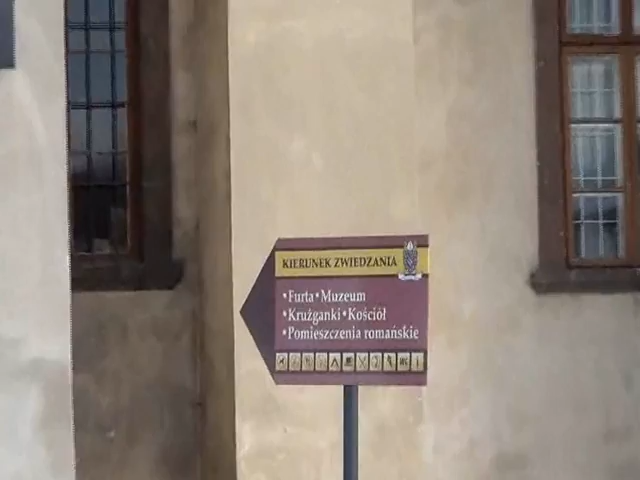 KIERUNEK ZWIEDZANIA
•Furta•Muzeum
•Krużganki•Kościół
•Pomieszczenia romańskie